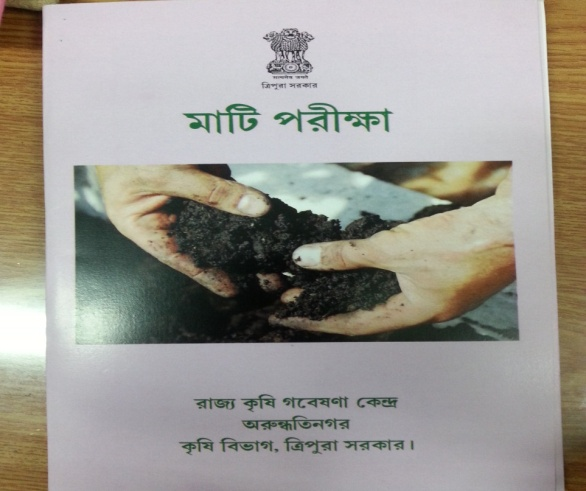 ত্রিপুরা সরকার
মাটি পরীক্ষা
রাজ্য কৃষি গবেষণা কেন্দ্র
অরুন্ধতিনগর
কৃষি বিভাগ, ত্রিপুরা সরকার।